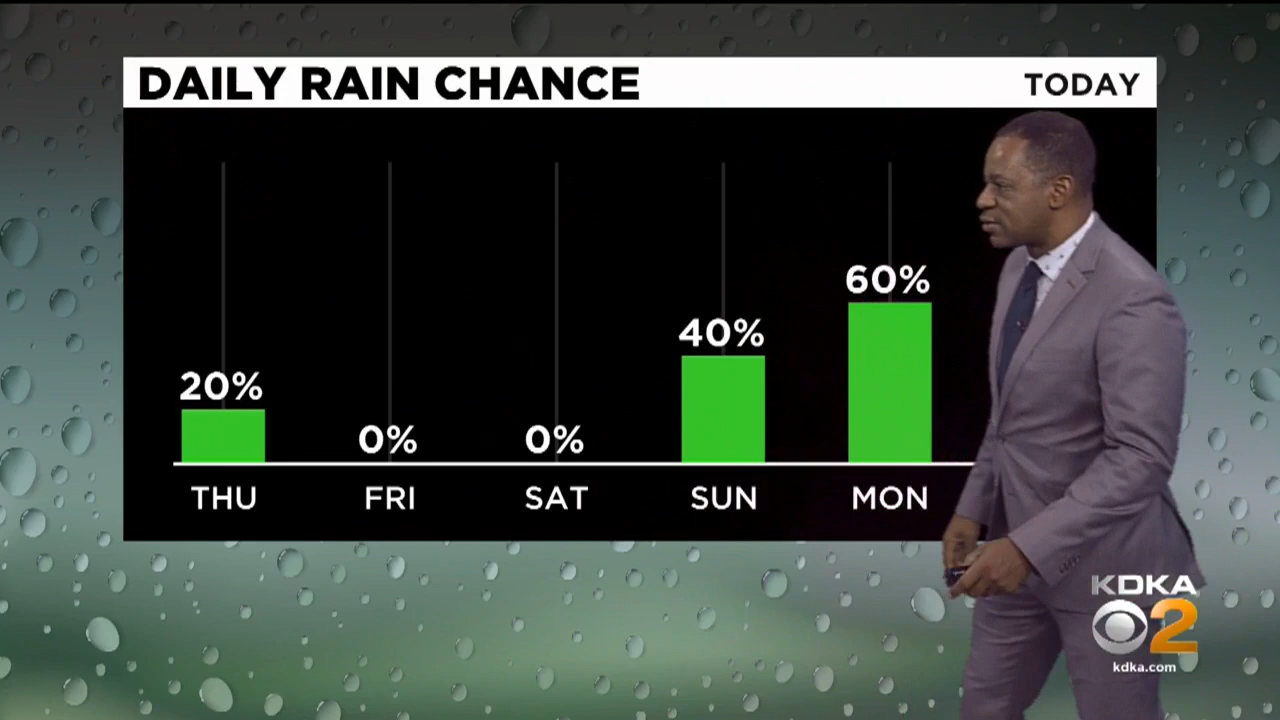 DAILY RAIN CHANCE
TODAY
20%
0%
0%
40%
60%
THU
FRI
SAT
SUN
MON
KDKA
2
kdka.com